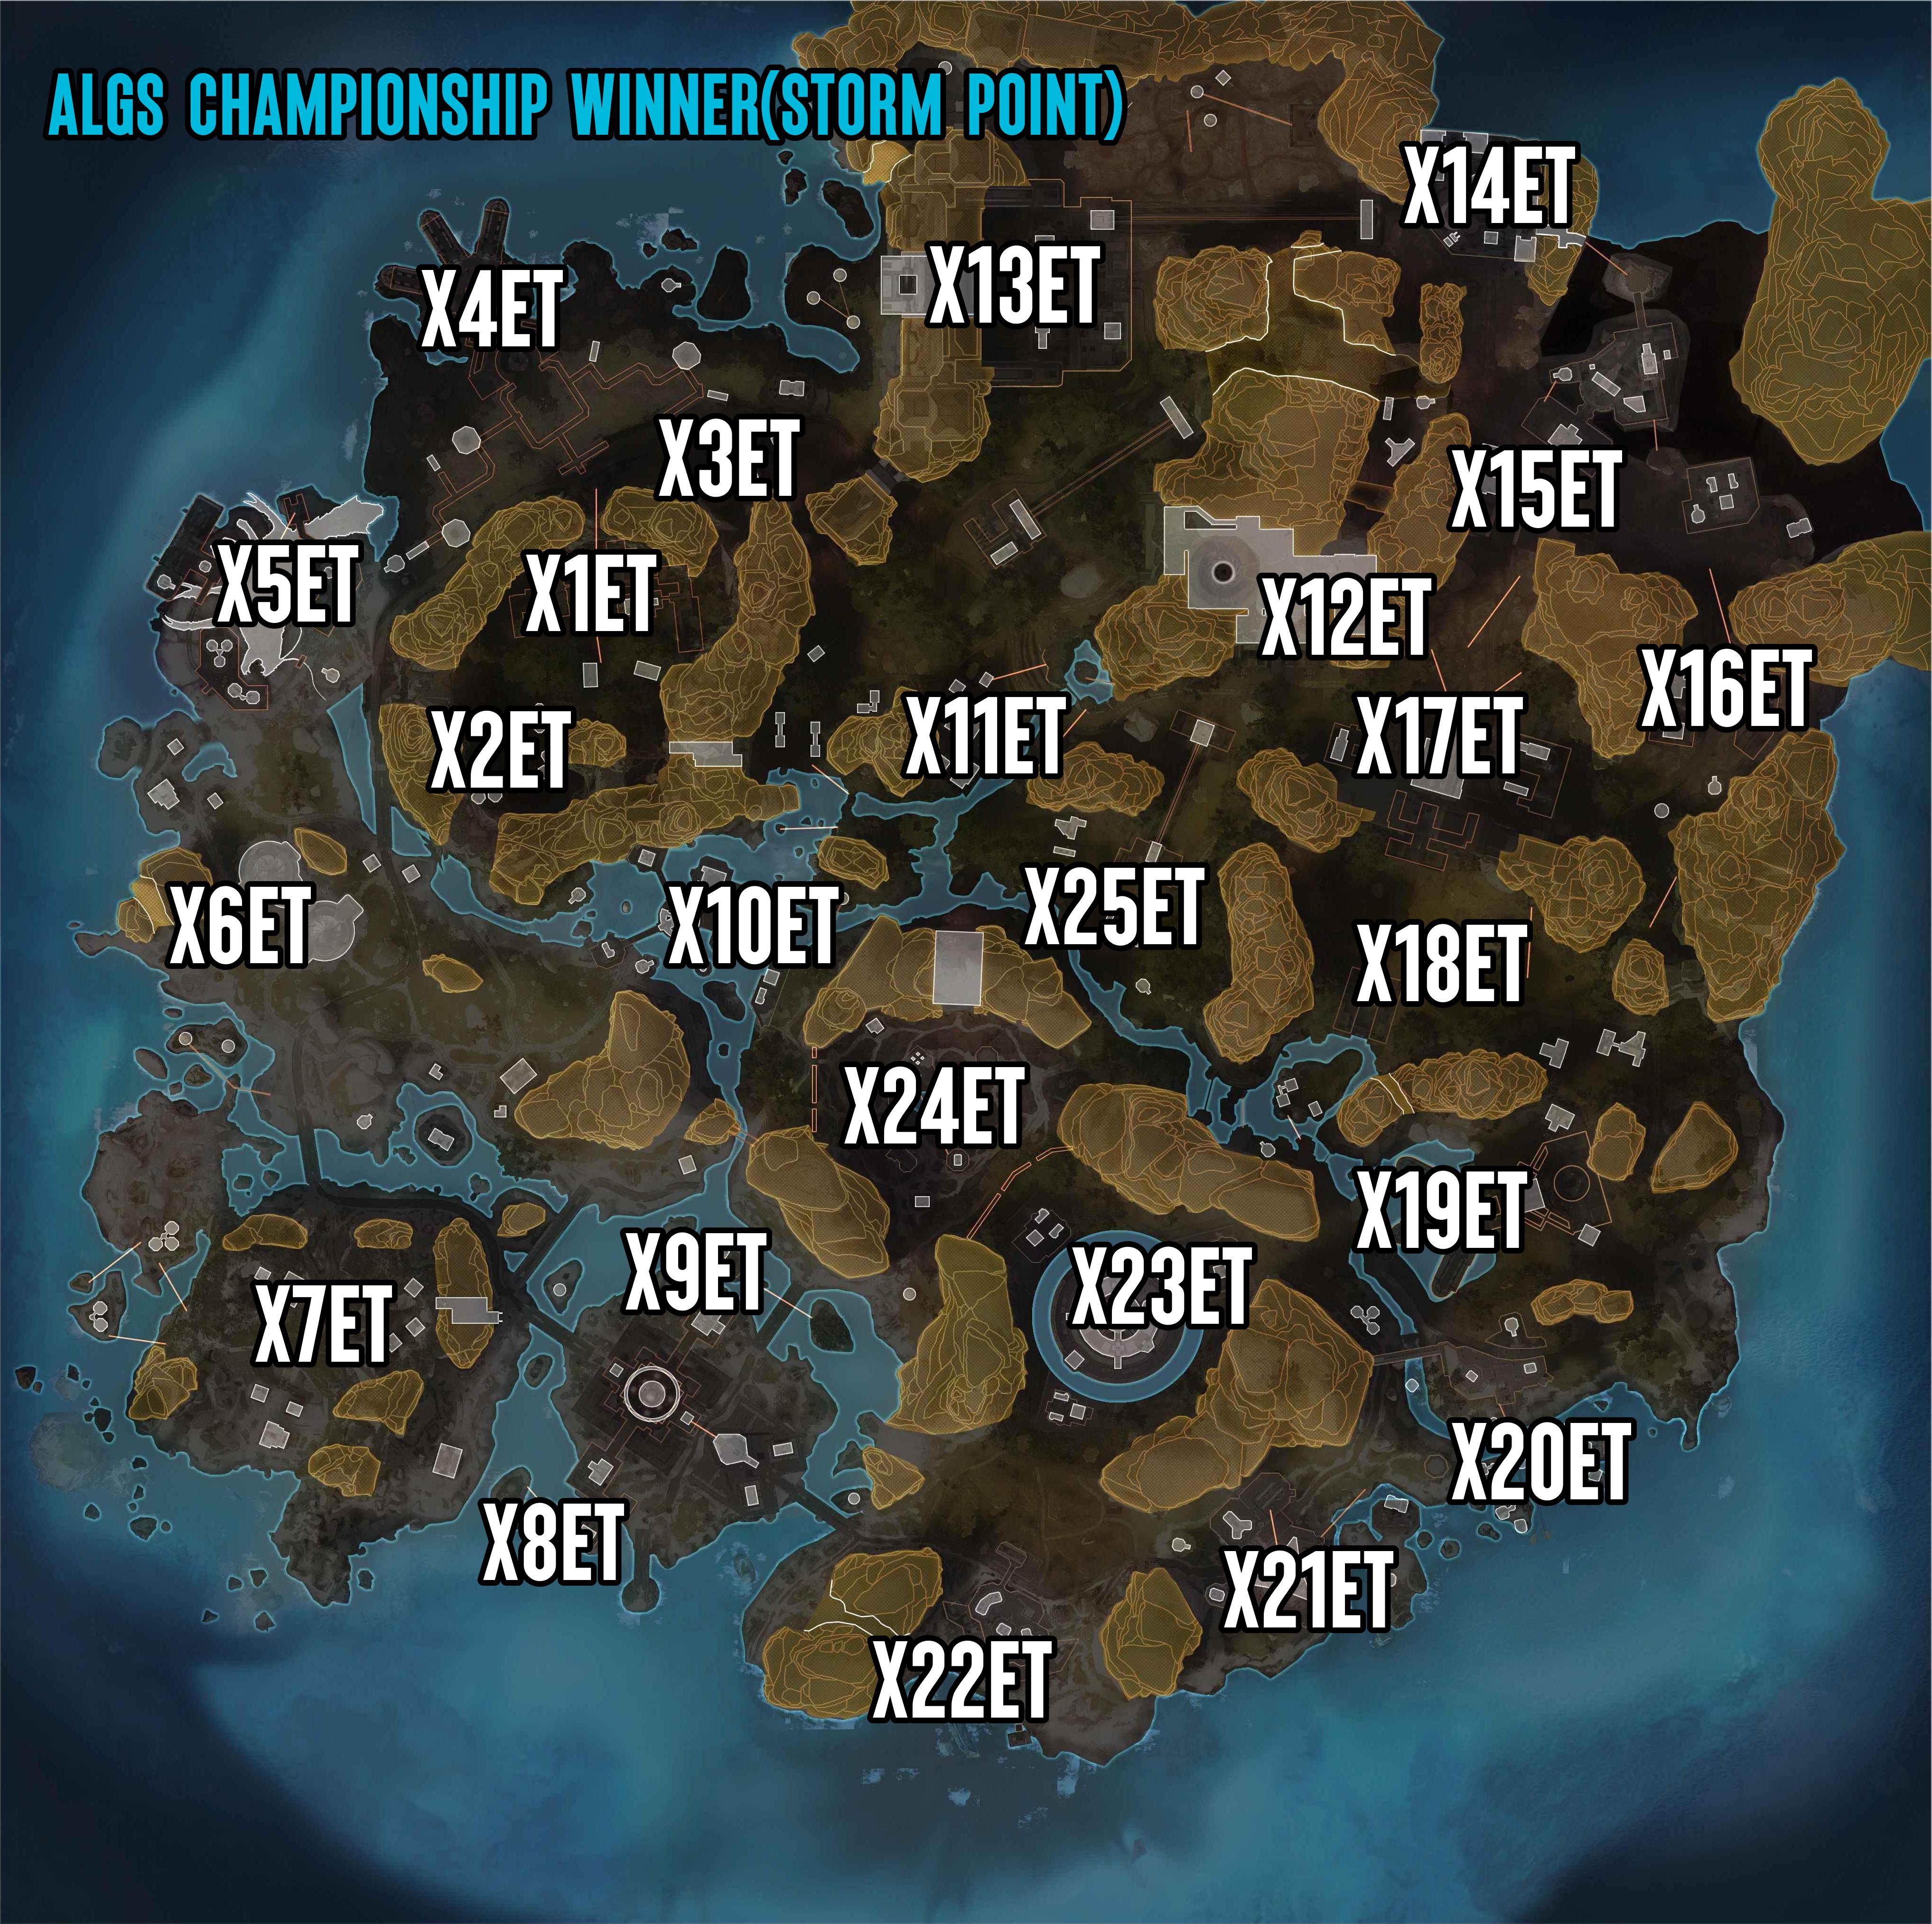 ALGS CHAMPIONSHIP WINNER(STORM POINT)
X14ET
X13ET
X4ET
X3ET
X15ET
X5ET
X1ET
X12ET
X16ET
X2ET
X11ET
X17ET
X6ET
X10ET
X25ET
X18ET
X24ET
X19ET
X9ET
X23ET
X7ET
X20ET
X8ET
X21ET
X22ET